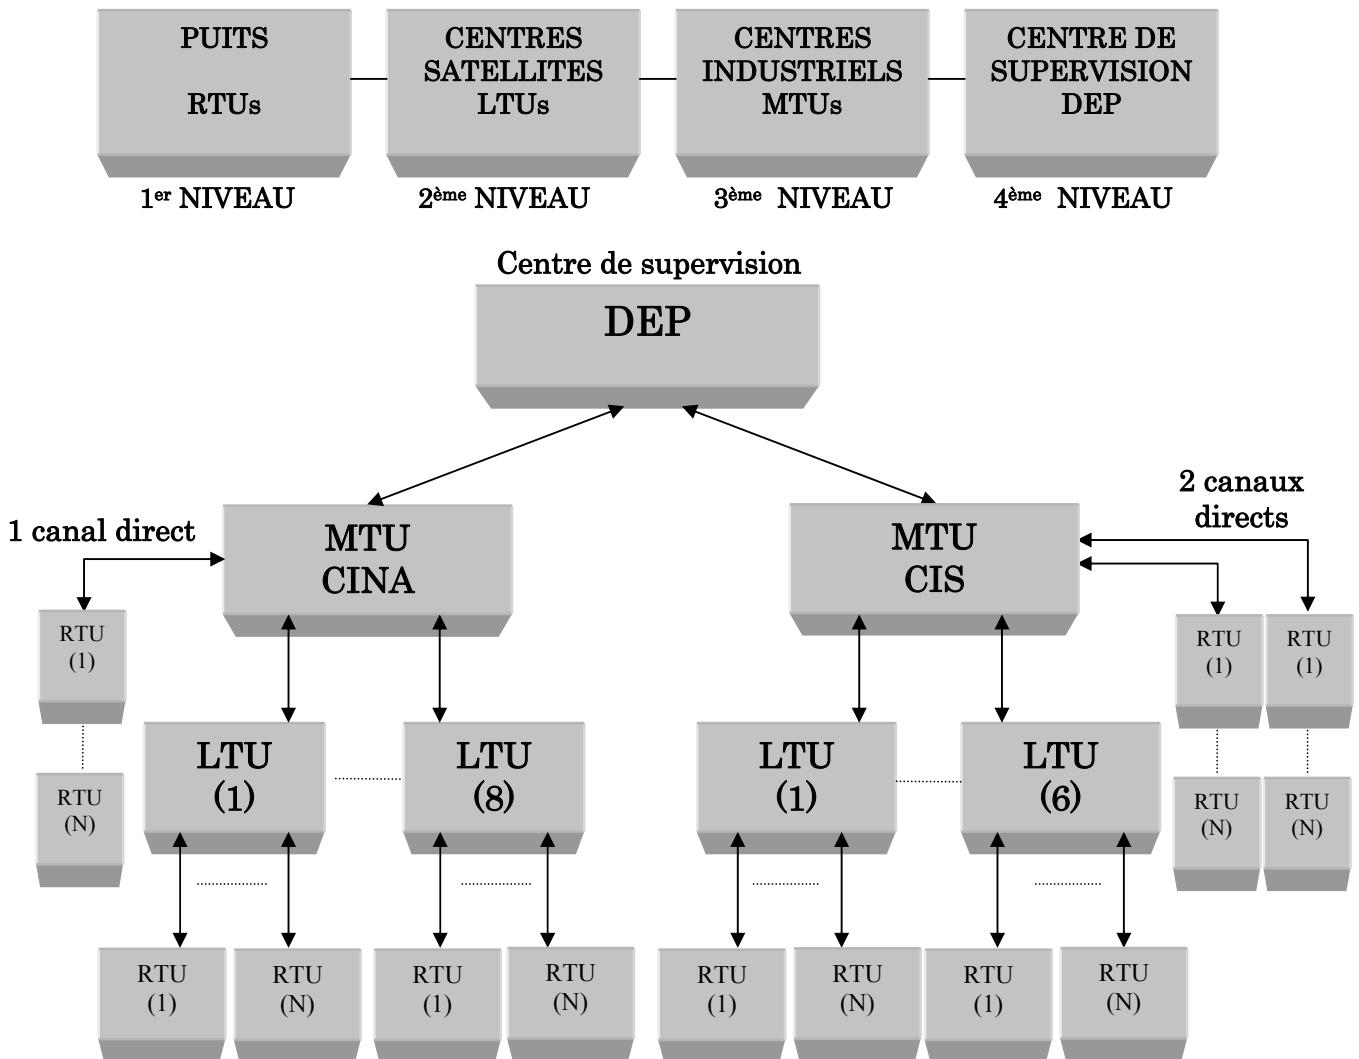 PUITS
RTUs
CENTRES
SATELLITES
LTUs
CENTRES
INDUSTRIELS
MTUs
CENTRE DE
SUPERVISION
DEP
1er NIVEAU
2ème NIVEAU
3ème NIVEAU
4ème NIVEAU
Centre de supervision
DEP
1 canal direct
MTU
CINA
MTU
CIS
2 canaux
directs
RTU
(1)
RTU
(N)
RTU
(1)
RTU
(1)
RTU
(N)
RTU
(N)
LTU
(1)
LTU
(8)
LTU
(1)
LTU
(6)
RTU
(1)
RTU
(N)
RTU
(1)
RTU
(N)
RTU
(1)
RTU
(N)
RTU
(1)
RTU
(N)